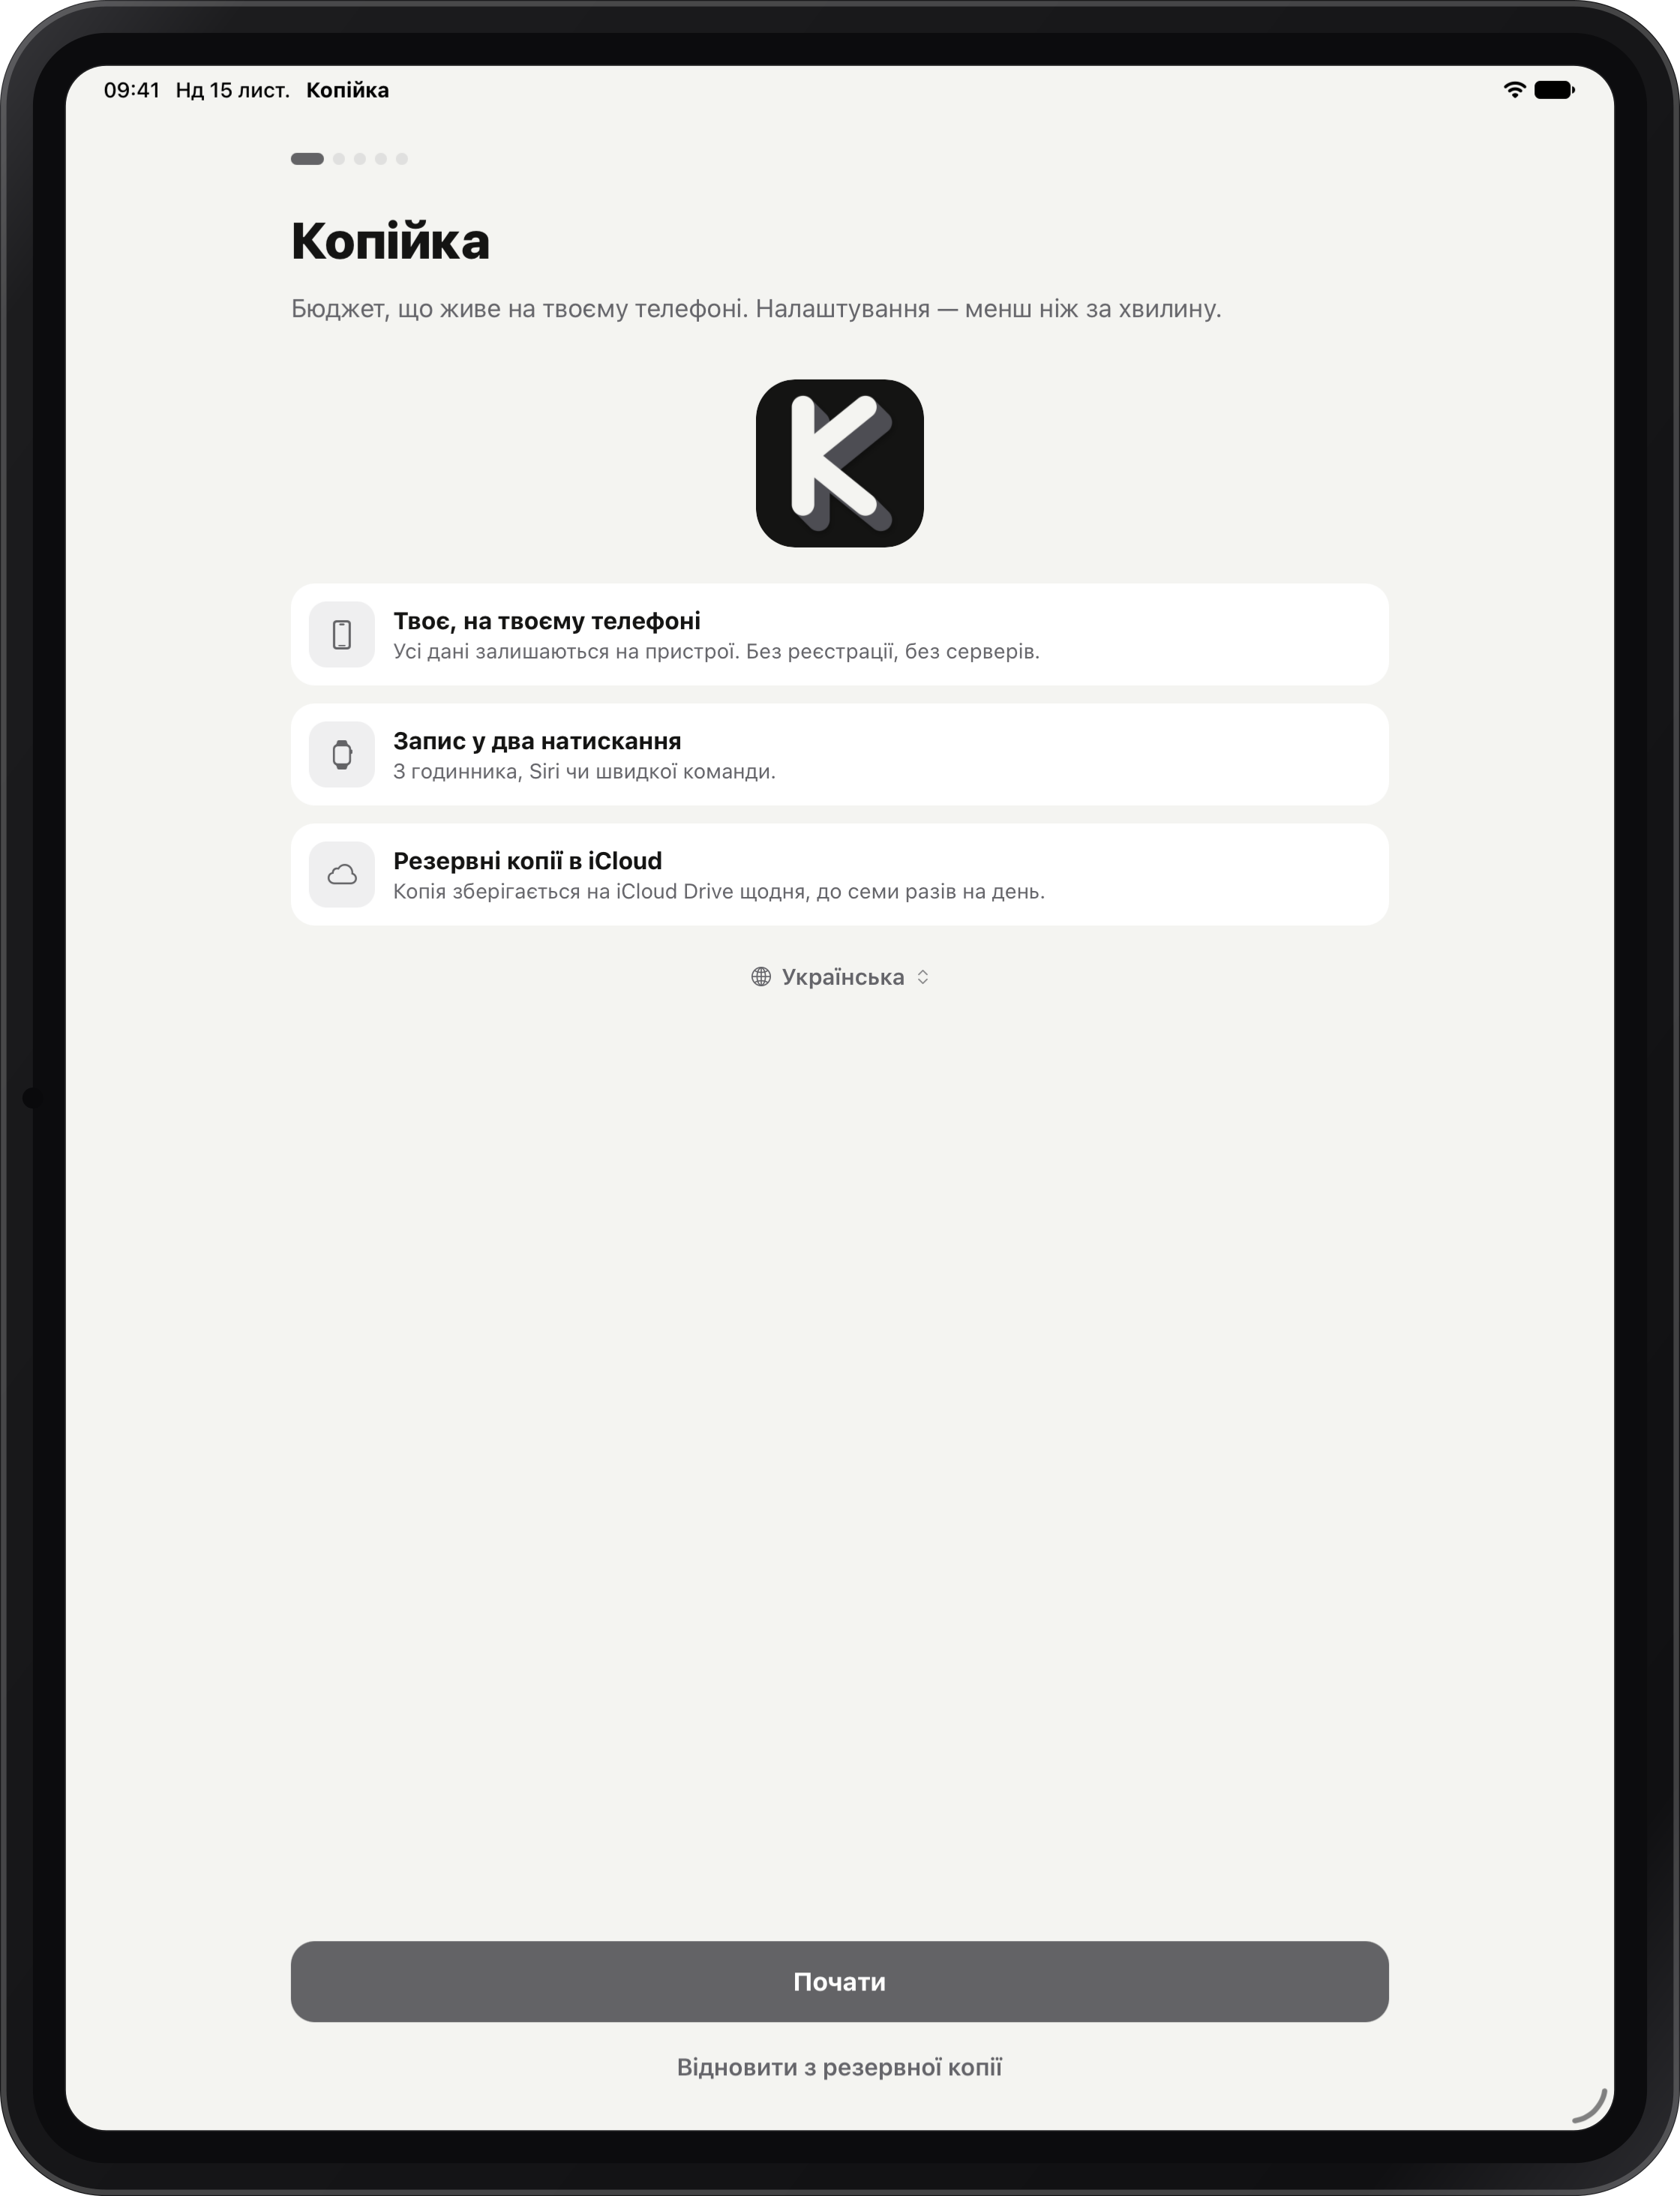 09:41 Нд 15 лист. Копійка
Копійка
Бюджет, що живе на твоєму телефоні. Налаштування — менш ніж за хвилину.
K
Твоє, на твоєму телефоні
Усі дані залишаються на пристрої. Без реєстрації, без серверів.
Запис у два натискання
З годинника, Siri чи швидкої команди.
Резервні копії в iCloud
Копія зберігається на iCloud Drive щодня, до семи разів на день.
Українська
Почати
Відновити з резервної копії